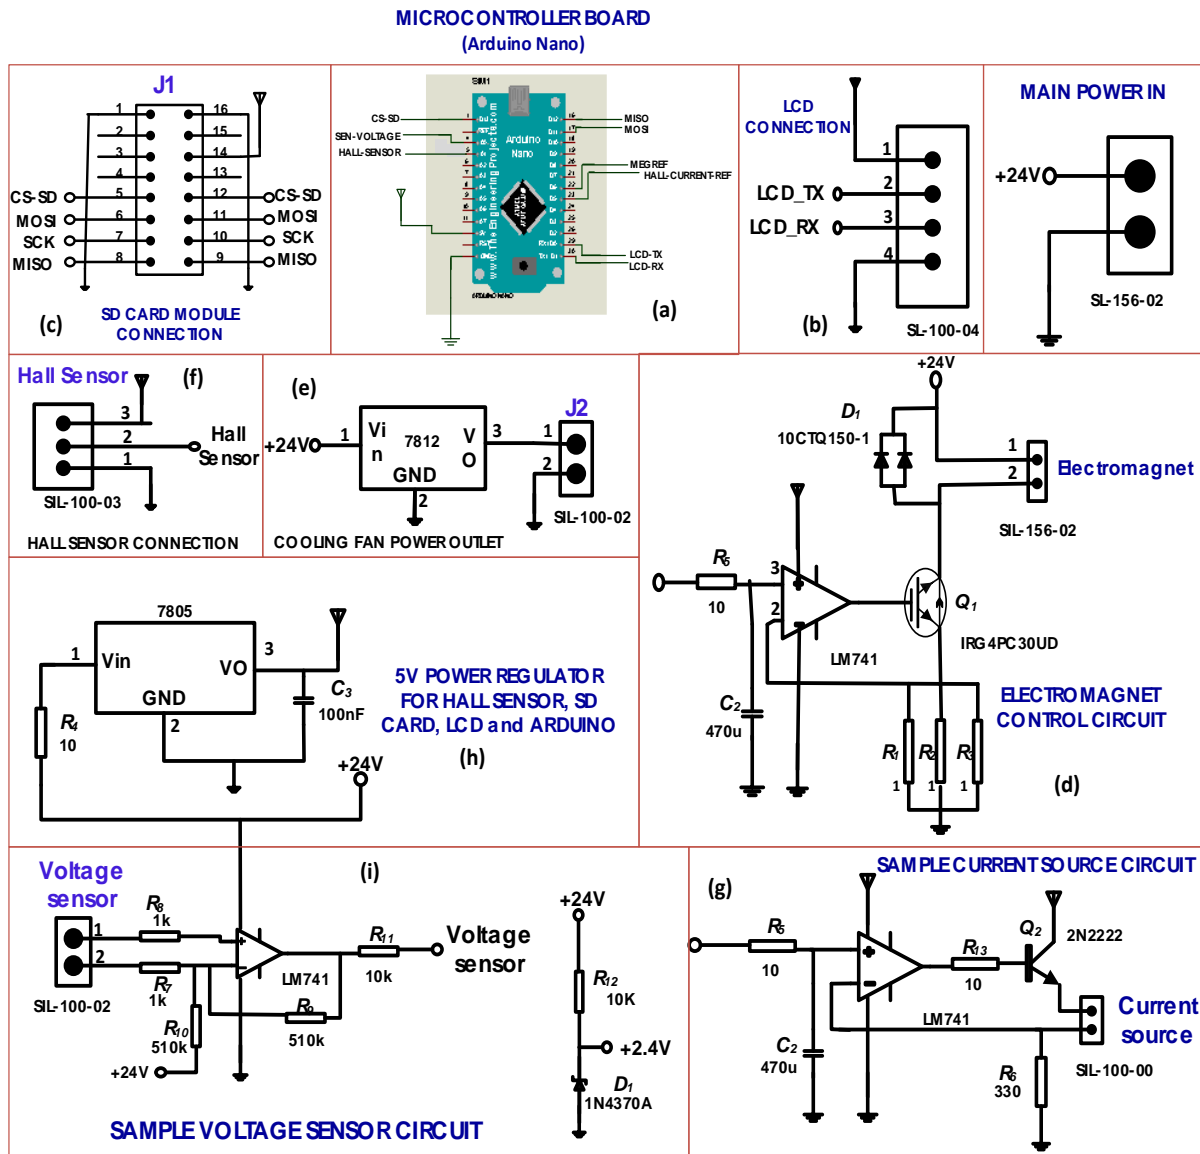 MICROCONTROLLER BOARD
(Arduino Nano)
J1
1 16
2 15
3 14
4 13
CS-SD 5 12 CS-SD
MOSI 6 11 MOSI
SCK 7 10 SCK
MISO 8 9 MISO
(c)
SD CARD MODULE
CONNECTION
CS-SD
SEN-VOLTAGE
HALL-SENSOR
Arduino
Nano
www.TheEngineeringProjects.com
MISO
MOSI
MEGREF
HALL-CURRENT-REF
LCD-TX
LCD-RX
(a)
LCD
CONNECTION
1
LCD_TX 2
LCD_RX 3
4
(b)
SL-100-04
MAIN POWER IN
+24V
SL-156-02
Hall Sensor
(f)
3
2
1
Hall
Sensor
SIL-100-03
HALL SENSOR CONNECTION
(e)
+24V 1
Vi
n
7812
V
O
GND
2
3
J2
1
2
SIL-100-02
COOLING FAN POWER OUTLET
+24V
D1
10CTQ150-1
1
2
Electromagnet
SIL-156-02
R5
10
3
2
LM741
Q1
IRG4PC30UD
C2
470u
ELECTROMAGNET
CONTROL CIRCUIT
R1 R2 R3
1 1 1
(d)
7805
1 Vin
VO 3
GND
2
C3
100nF
R4
10
5V POWER REGULATOR
FOR HALL SENSOR, SD
CARD, LCD and ARDUINO
(h)
+24V
(i)
Voltage
sensor
1
2
SIL-100-02
R8
1k
R7
1k
R10
510k
+24V
LM741
R9
510k
R11
10k
Voltage
sensor
+24V
R12
10K
+2.4V
D1
1N4370A
SAMPLE VOLTAGE SENSOR CIRCUIT
SAMPLE CURRENT SOURCE CIRCUIT
(g)
R5
10
C2
470u
LM741
R13
10
Q2
2N2222
Current
source
SIL-100-00
R6
330